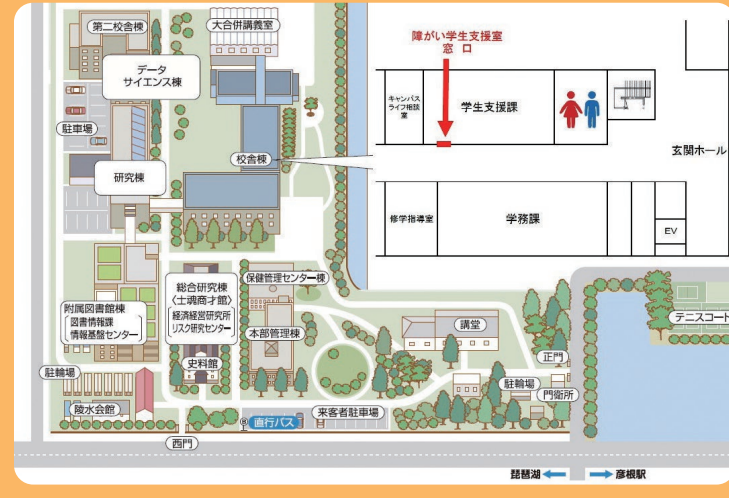 第二校舎棟
大合併講義室
データ
サイエンス棟
駐車場
校舎棟
研究棟
障がい学生支援室
窓 口
キャンパス
ライフ相談
室
学生支援課
玄関ホール
修学指導室
学務課
EV
附属図書館棟
図書情報課
情報基盤センター
総合研究棟
〈士魂商才館〉
経済経営研究所
リスク研究センター
史料館
保健管理センター棟
本部管理棟
講堂
正門
テニスコート
駐輪場
門衛所
駐輪場
陵水会館
直行バス
来客者駐車場
西門
琵琶湖
彦根駅